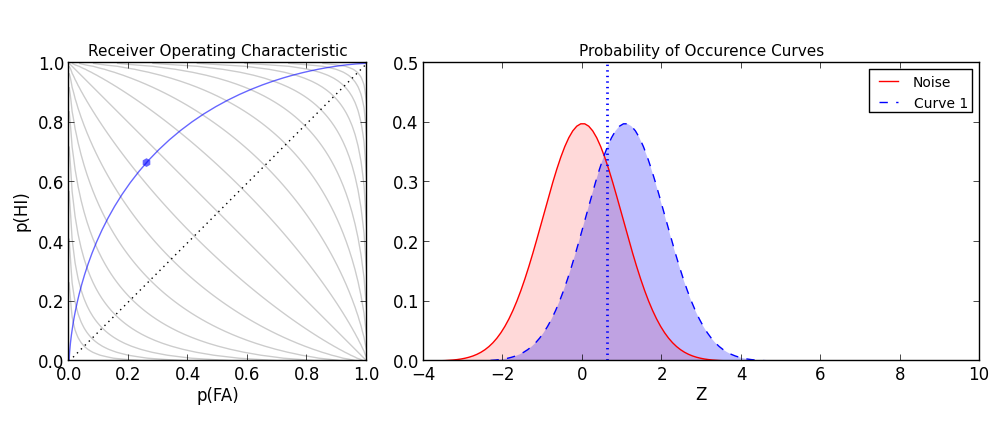 Receiver Operating Characteristic
Probability of Occurence Curves
1.0
0.8
0.6
0.4
0.2
0.0
p(HI)
0.0 0.2 0.4 0.6 0.8 1.0
p(FA)
0.5
0.4
0.3
0.2
0.1
0.0
Noise
Curve 1
−4 −2 0 2 4 6 8 10
Z